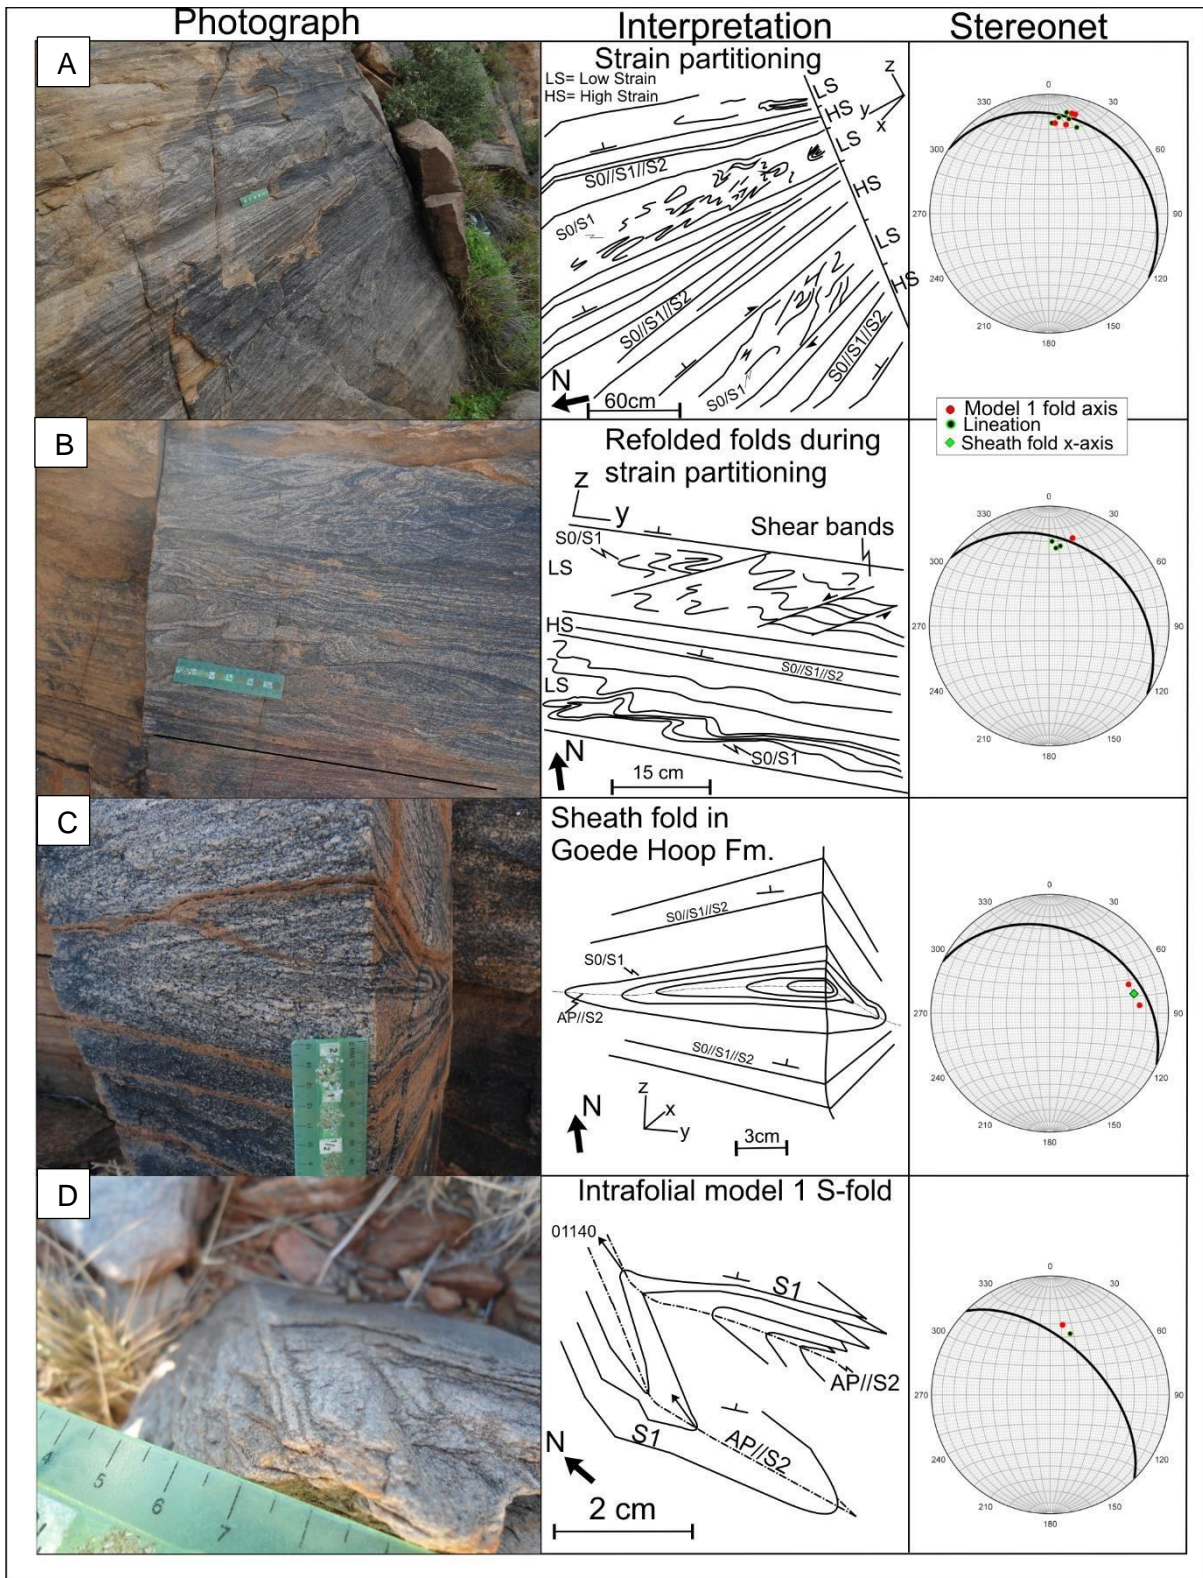 Photograph
Interpretation
Stereonet
A
Strain partitioning
LS= Low Strain
HS= High Strain
z
y
x
LS
HS
LS
HS
LS
HS
S0//S1//S2
S0/S1
S0//S1//S2
S0/S1
S0//S1//S2
N
60cm
0
30
60
90
120
150
180
210
240
270
300
330
Model 1 fold axis
Lineation
Sheath fold x-axis
B
Refolded folds during
strain partitioning
z
y
S0/S1
Shear bands
LS
HS
S0//S1//S2
LS
S0/S1
N
15 cm
0
30
60
90
120
150
180
210
240
270
300
330
C
Sheath fold in
Goede Hoop Fm.
S0//S1//S2
S0/S1
AP//S2
S0//S1//S2
z
x
y
N
3cm
0
30
60
90
120
150
180
210
240
270
300
330
D
4
5
6
7
Intrafolial model 1 S-fold
01140
S1
AP//S2
S1
AP//S2
N
2 cm
0
30
60
90
120
150
180
210
240
270
300
330